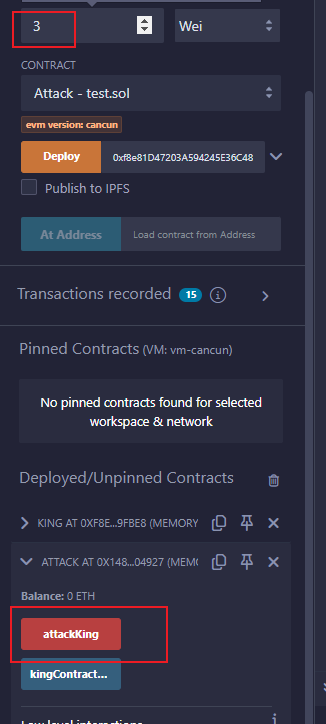 3 Wei
CONTRACT
Attack - test.sol
evm version: cancun
Deploy 0xf8e81D47203A594245E36C48
Publish to IPFS
At Address Load contract from Address
Transactions recorded 15 i
Pinned Contracts (VM: vm-cancun)
No pinned contracts found for selected
workspace & network
Deployed/Unpinned Contracts
KING AT 0XF8E...9FBE8 (MEMORY
ATTACK AT 0X148...04927 (MEM
Balance: 0 ETH
attackKing
kingContract...
Low level interactions i